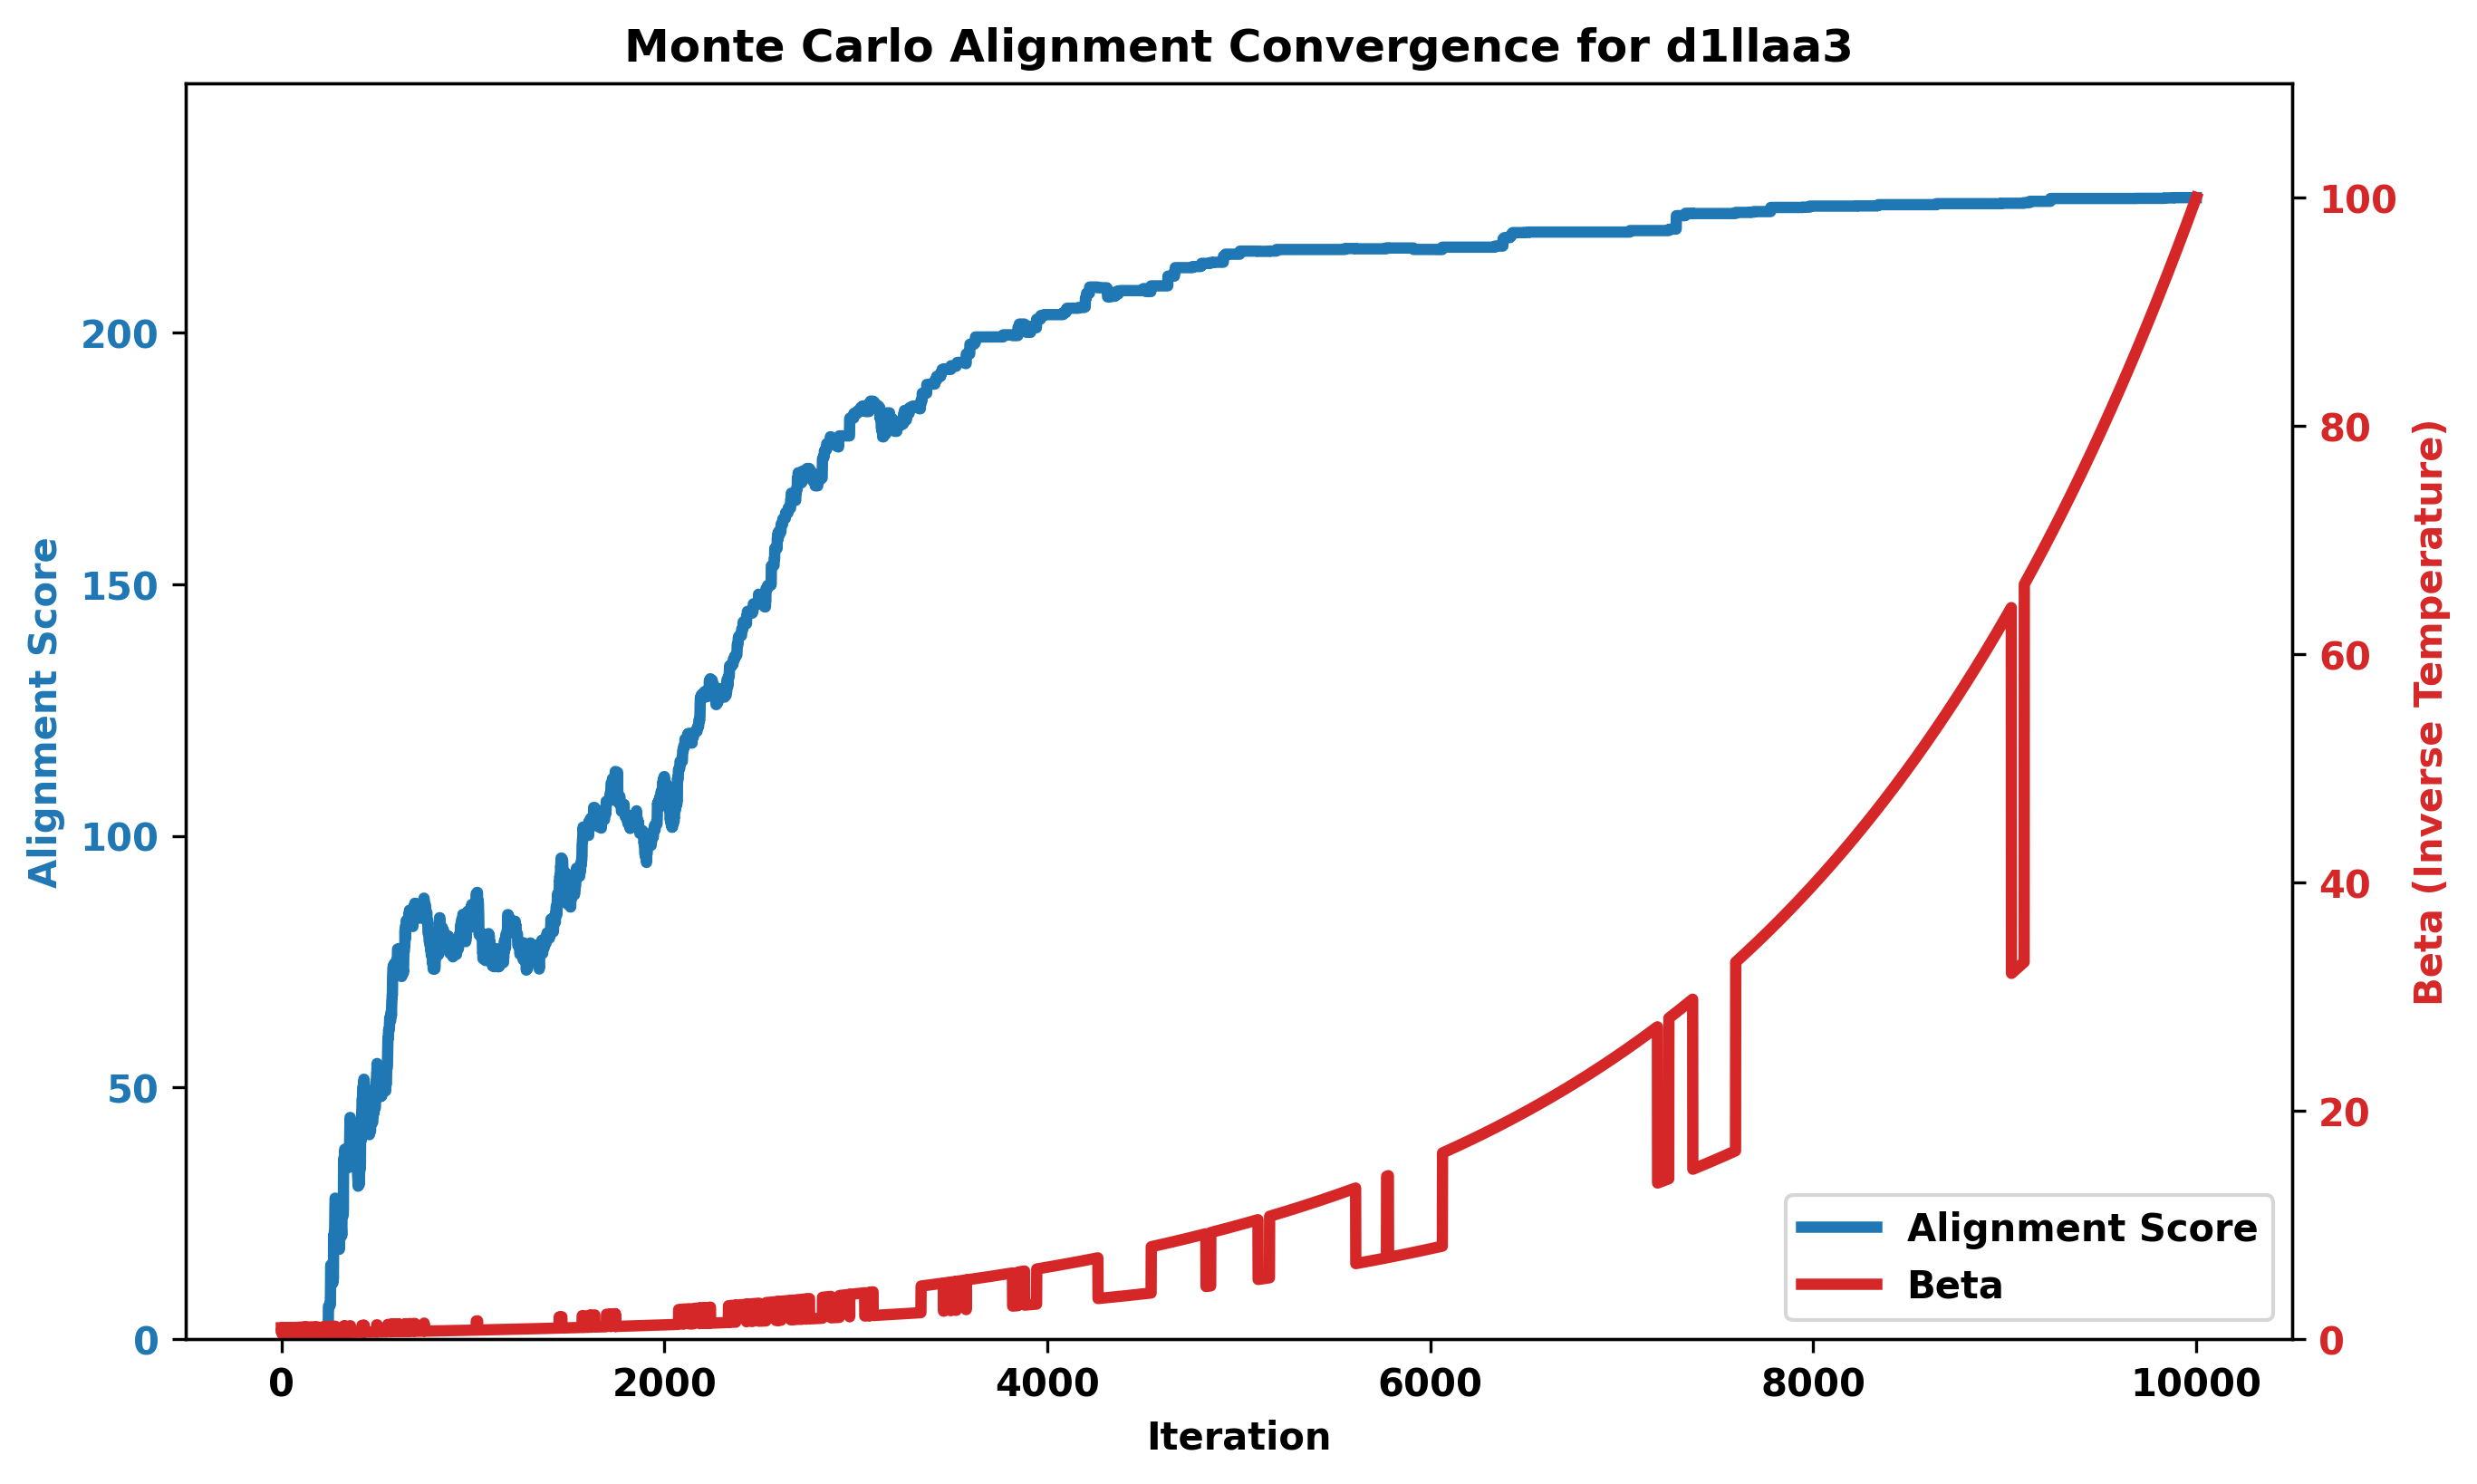 Monte Carlo Alignment Convergence for d1llaa3
Alignment Score
200
150
100
50
0
0
2000
4000
6000
8000
10000
Iteration
100
80
60
40
20
0
Beta (Inverse Temperature)
Alignment Score
Beta